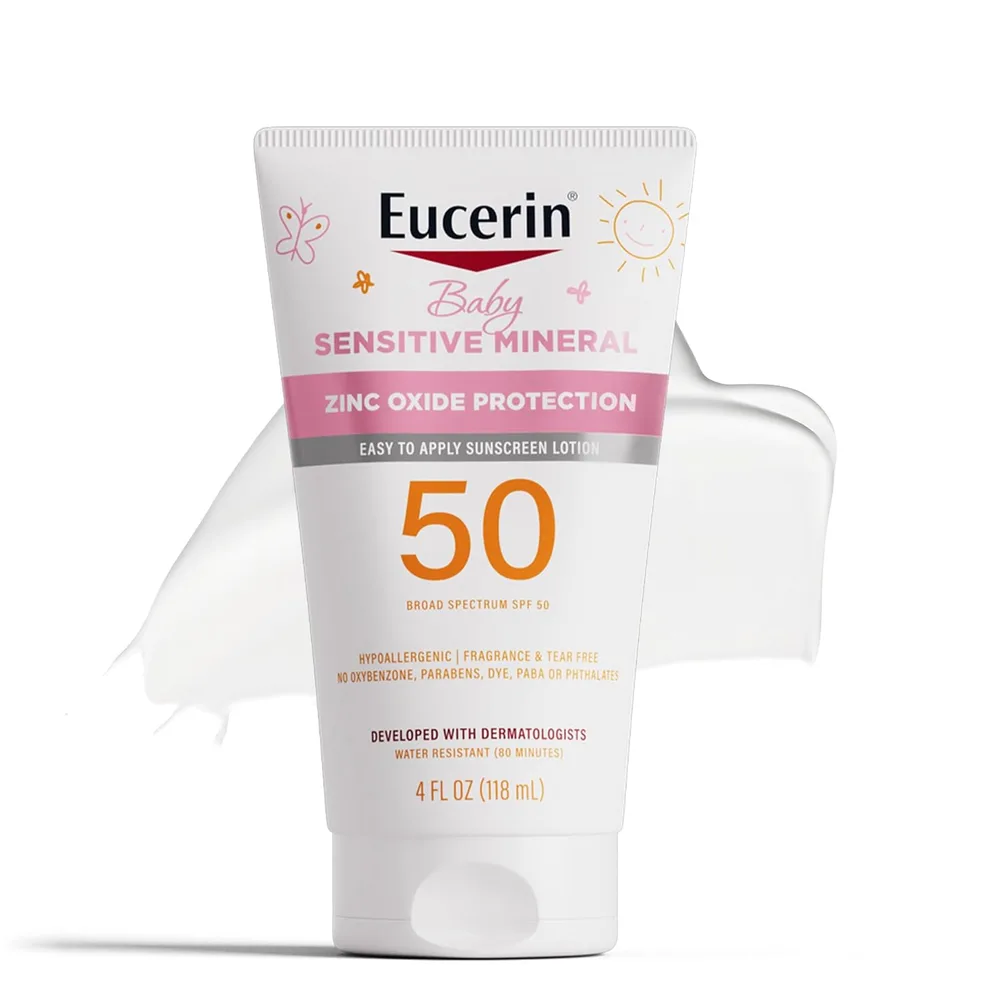 Eucerin®
Baby
SENSITIVE MINERAL
ZINC OXIDE PROTECTION
EASY TO APPLY SUNSCREEN LOTION
50
BROAD SPECTRUM SPF 50
HYPOALLERGENIC | FRAGRANCE & TEAR FREE
NO OXYBENZONE, PARABENS, DYE, PABA OR PHTHALATES
DEVELOPED WITH DERMATOLOGISTS
WATER RESISTANT (80 MINUTES)
4 FL OZ (118 mL)